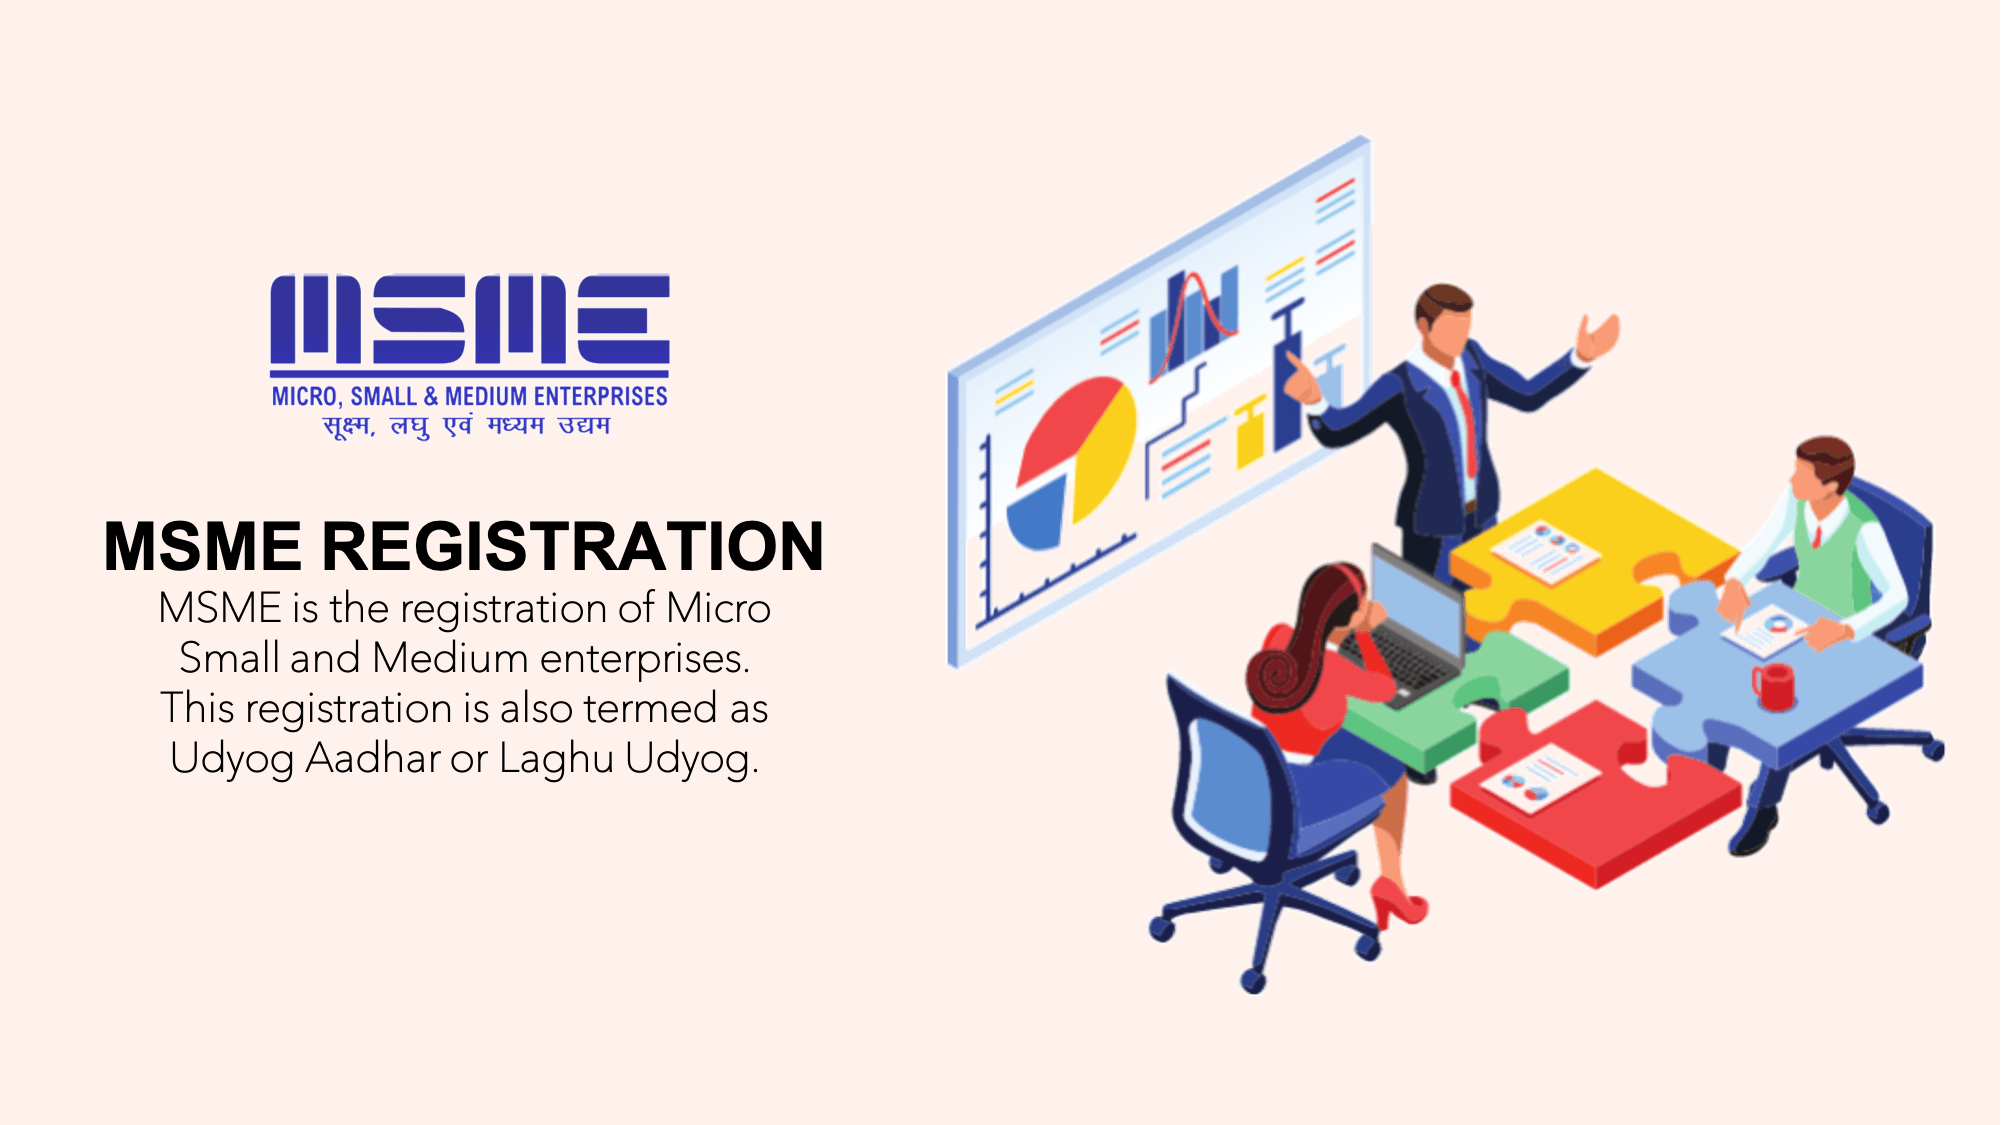 MSME
MICRO, SMALL & MEDIUM ENTERPRISES
सूक्ष्म, लघु एवं मध्यम उद्यम
MSME REGISTRATION
MSME is the registration of Micro
Small and Medium enterprises.
This registration is also termed as
Udyog Aadhar or Laghu Udyog.